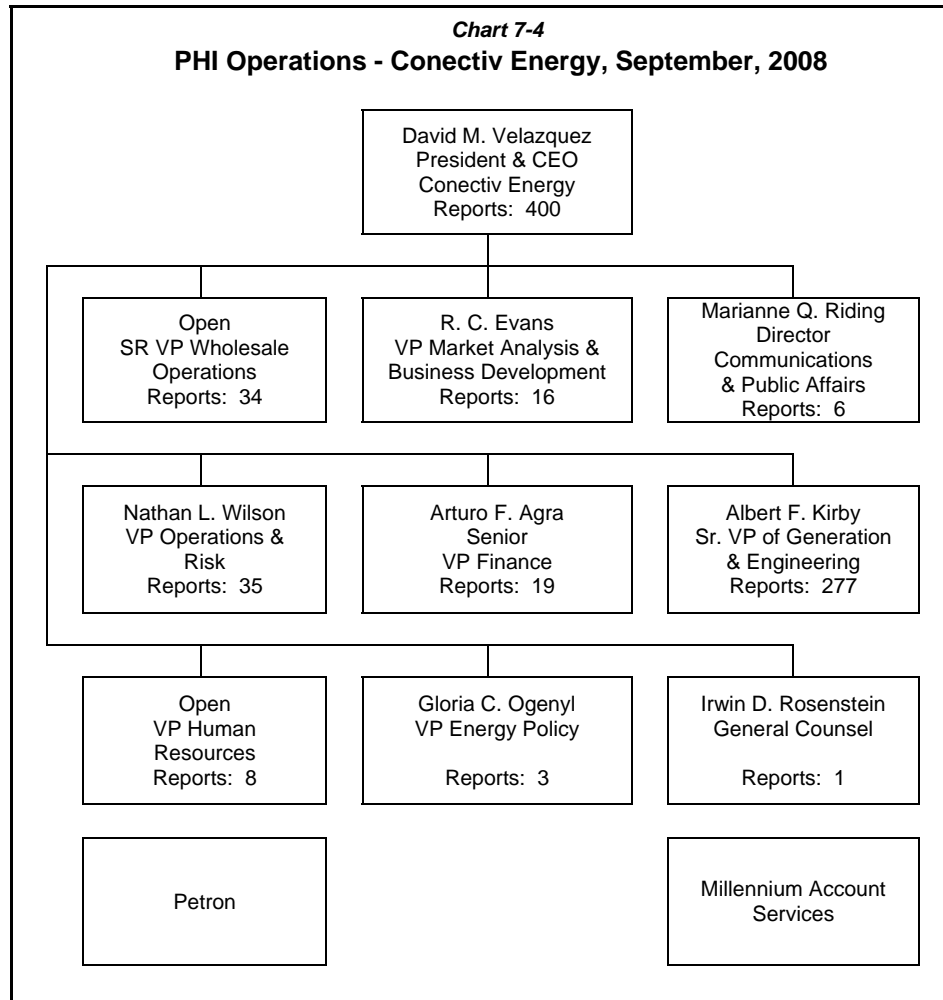 Chart 7-4
PHI Operations - Conectiv Energy, September, 2008
David M. Velazquez
President & CEO
Conectiv Energy
Reports: 400
Open
SR VP Wholesale
Operations
Reports: 34
R. C. Evans
VP Market Analysis &
Business Development
Reports: 16
Marianne Q. Riding
Director
Communications
& Public Affairs
Reports: 6
Nathan L. Wilson
VP Operations &
Risk
Reports: 35
Arturo F. Agra
Senior
VP Finance
Reports: 19
Albert F. Kirby
Sr. VP of Generation
& Engineering
Reports: 277
Open
VP Human
Resources
Reports: 8
Gloria C. Ogenyl
VP Energy Policy
Reports: 3
Irwin D. Rosenstein
General Counsel
Reports: 1
Petron
Millennium Account
Services